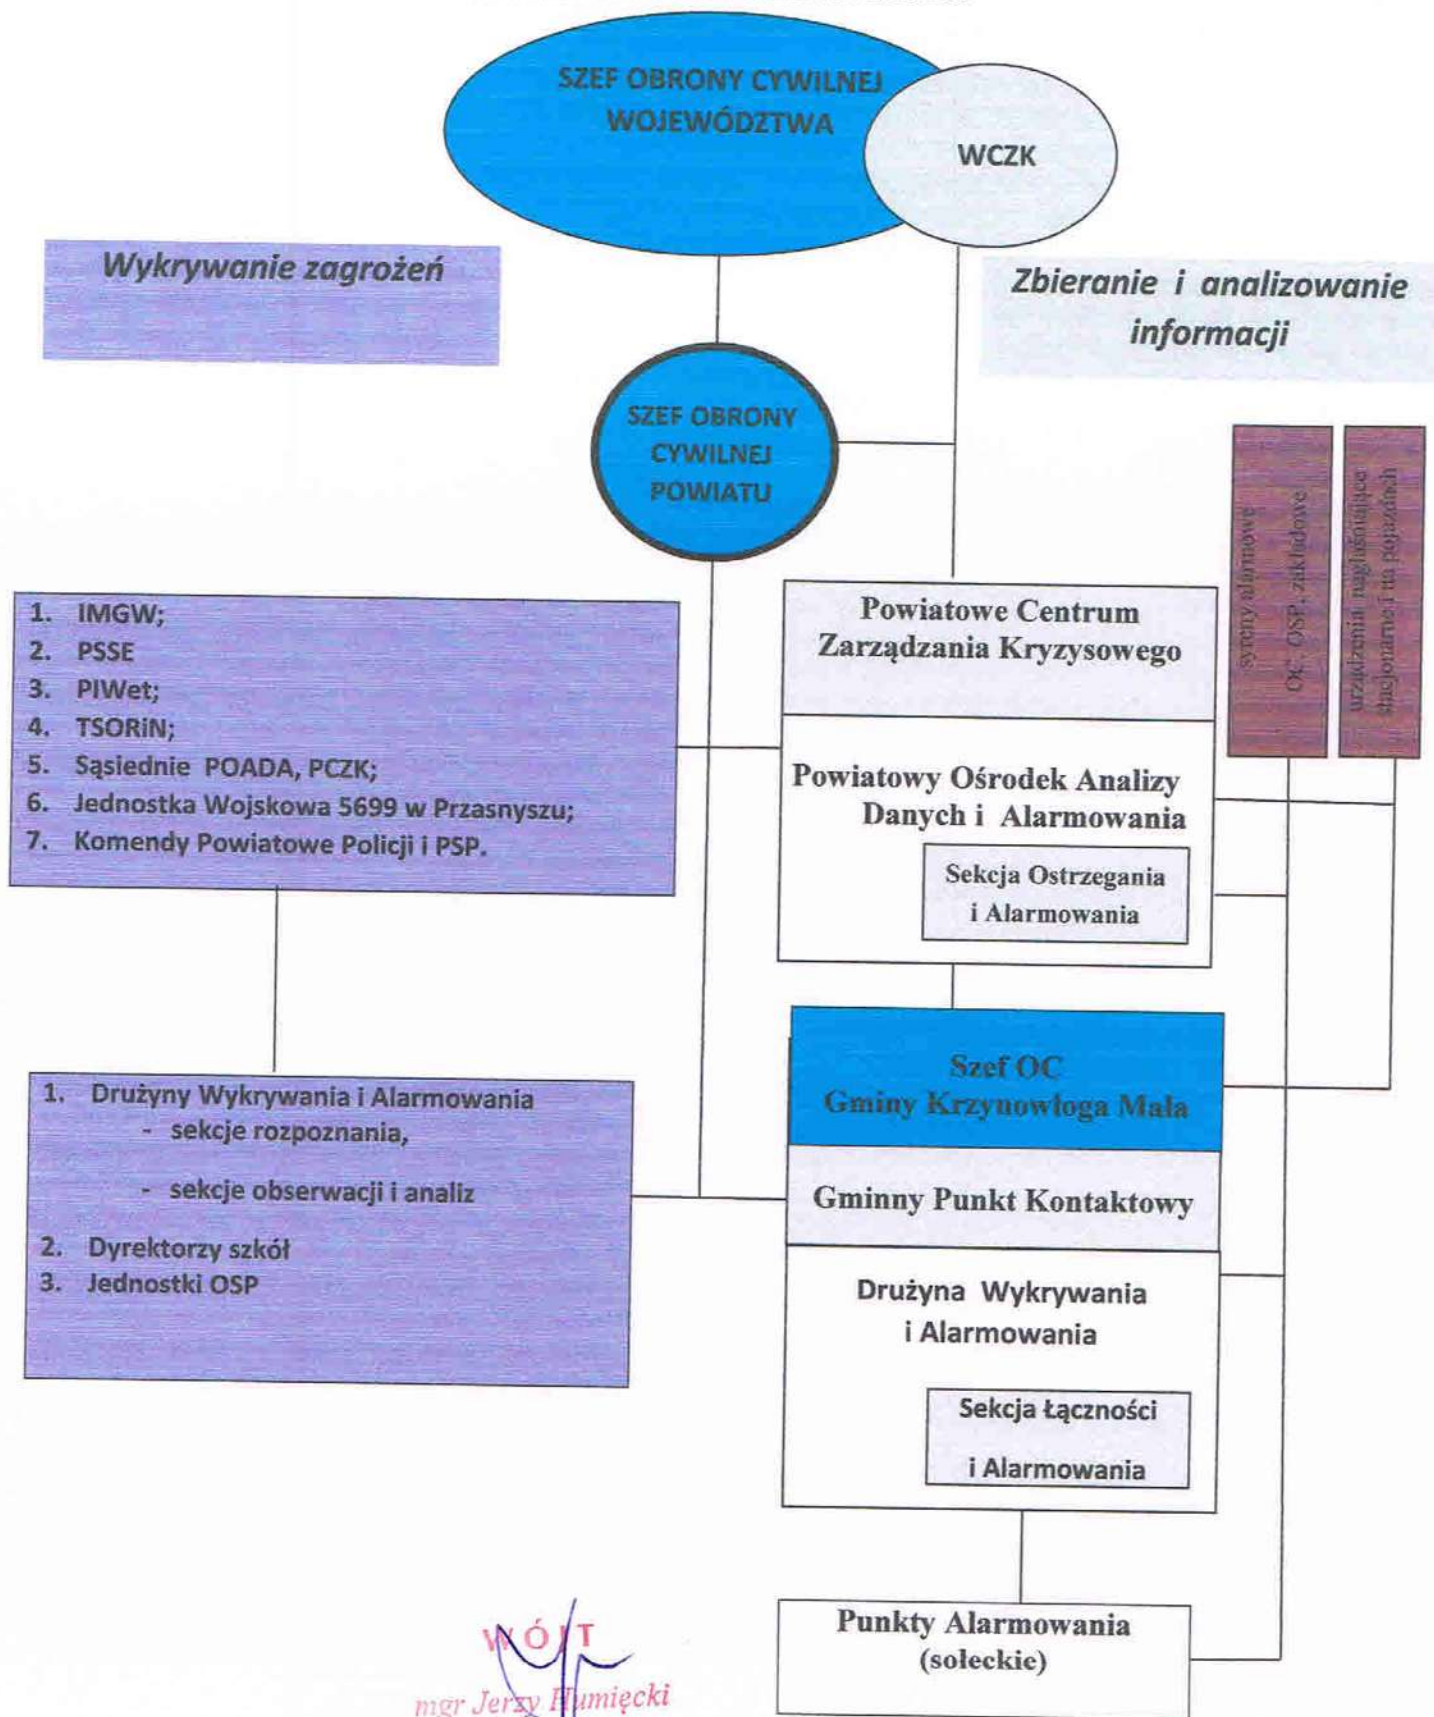 SZEF OBRONY CYWILNEJ
WOJEWÓDZTWA
WCZK
Wykrywanie zagrożeń
Zbieranie i analizowanie
informacji
SZEF OBRONY
CYWILNEJ
POWIATU
syreny alarmowe
OC, OSP, zakładowe
urządzenia nagłaśniające
stacjonarne i na pojazdach
1. IMGW;
2. PSSE
3. PIWet;
4. TSORiN;
5. Sąsiednie POADA, PCZK;
6. Jednostka Wojskowa 5699 w Przasnyszu;
7. Komendy Powiatowe Policji i PSP.
Powiatowe Centrum
Zarządzania Kryzysowego
Powiatowy Ośrodek Analizy
Danych i Alarmowania
Sekcja Ostrzegania
i Alarmowania
Szef OC
Gminy Krzynowłoga Mała
Gminny Punkt Kontaktowy
Drużyna Wykrywania
i Alarmowania
Sekcja Łączności
i Alarmowania
1. Drużyny Wykrywania i Alarmowania
- sekcje rozpoznania,
- sekcje obserwacji i analiz
2. Dyrektorzy szkół
3. Jednostki OSP
Punkty Alarmowania
(sołeckie)
WÓJT
mgr Jerzy Humięcki